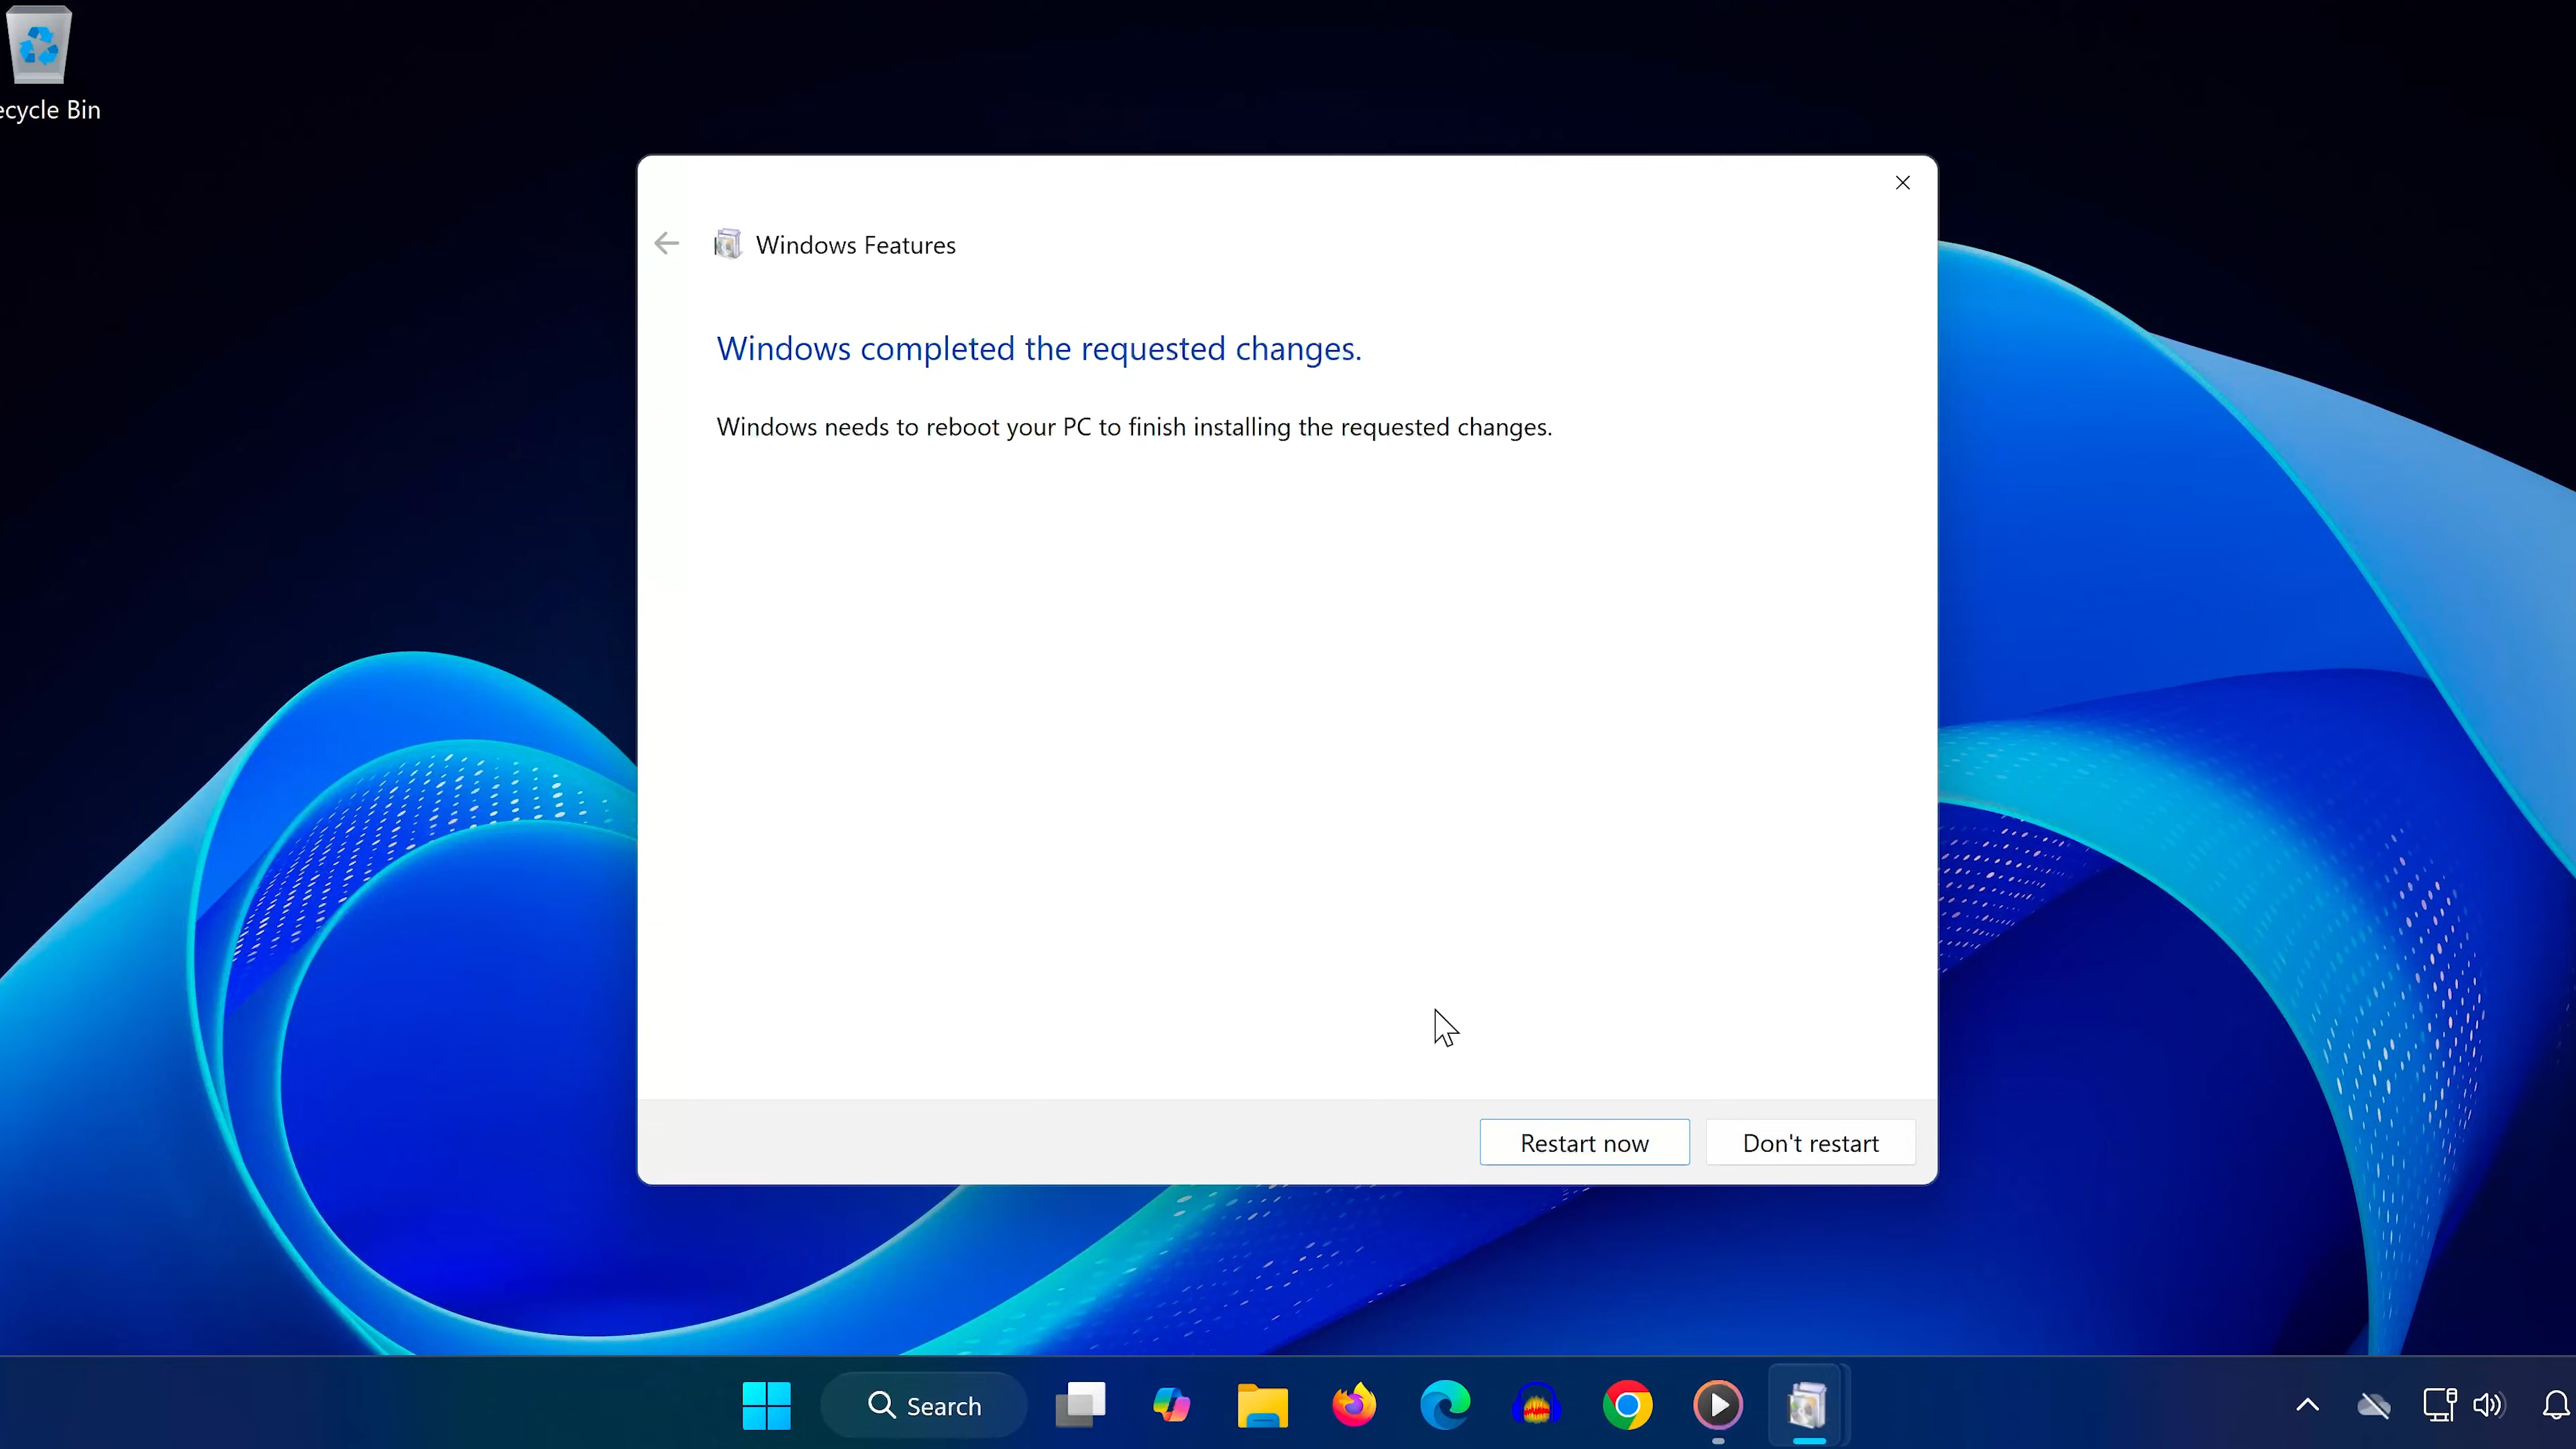 ecycle Bin
Windows Features
Windows completed the requested changes.
Windows needs to reboot your PC to finish installing the requested changes.
Restart now
Don't restart
Search